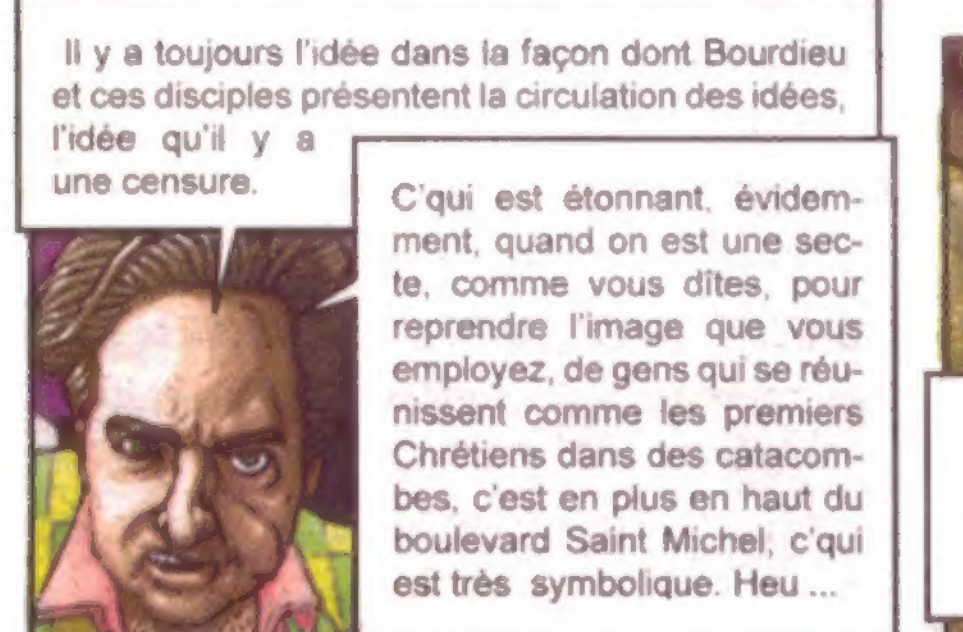 Il y a toujours l'idée dans la façon dont Bourdieu
et ces disciples présentent la circulation des idées,
l'idée qu'il y a
une censure.
C'qui est étonnant, évidem-
ment, quand on est une sec-
te, comme vous dîtes, pour
reprendre l'image que vous
employez, de gens qui se réu-
nissent comme les premiers
Chrétiens dans des catacom-
bes, c'est en plus en haut du
boulevard Saint Michel, c'qui
est très symbolique. Heu ...